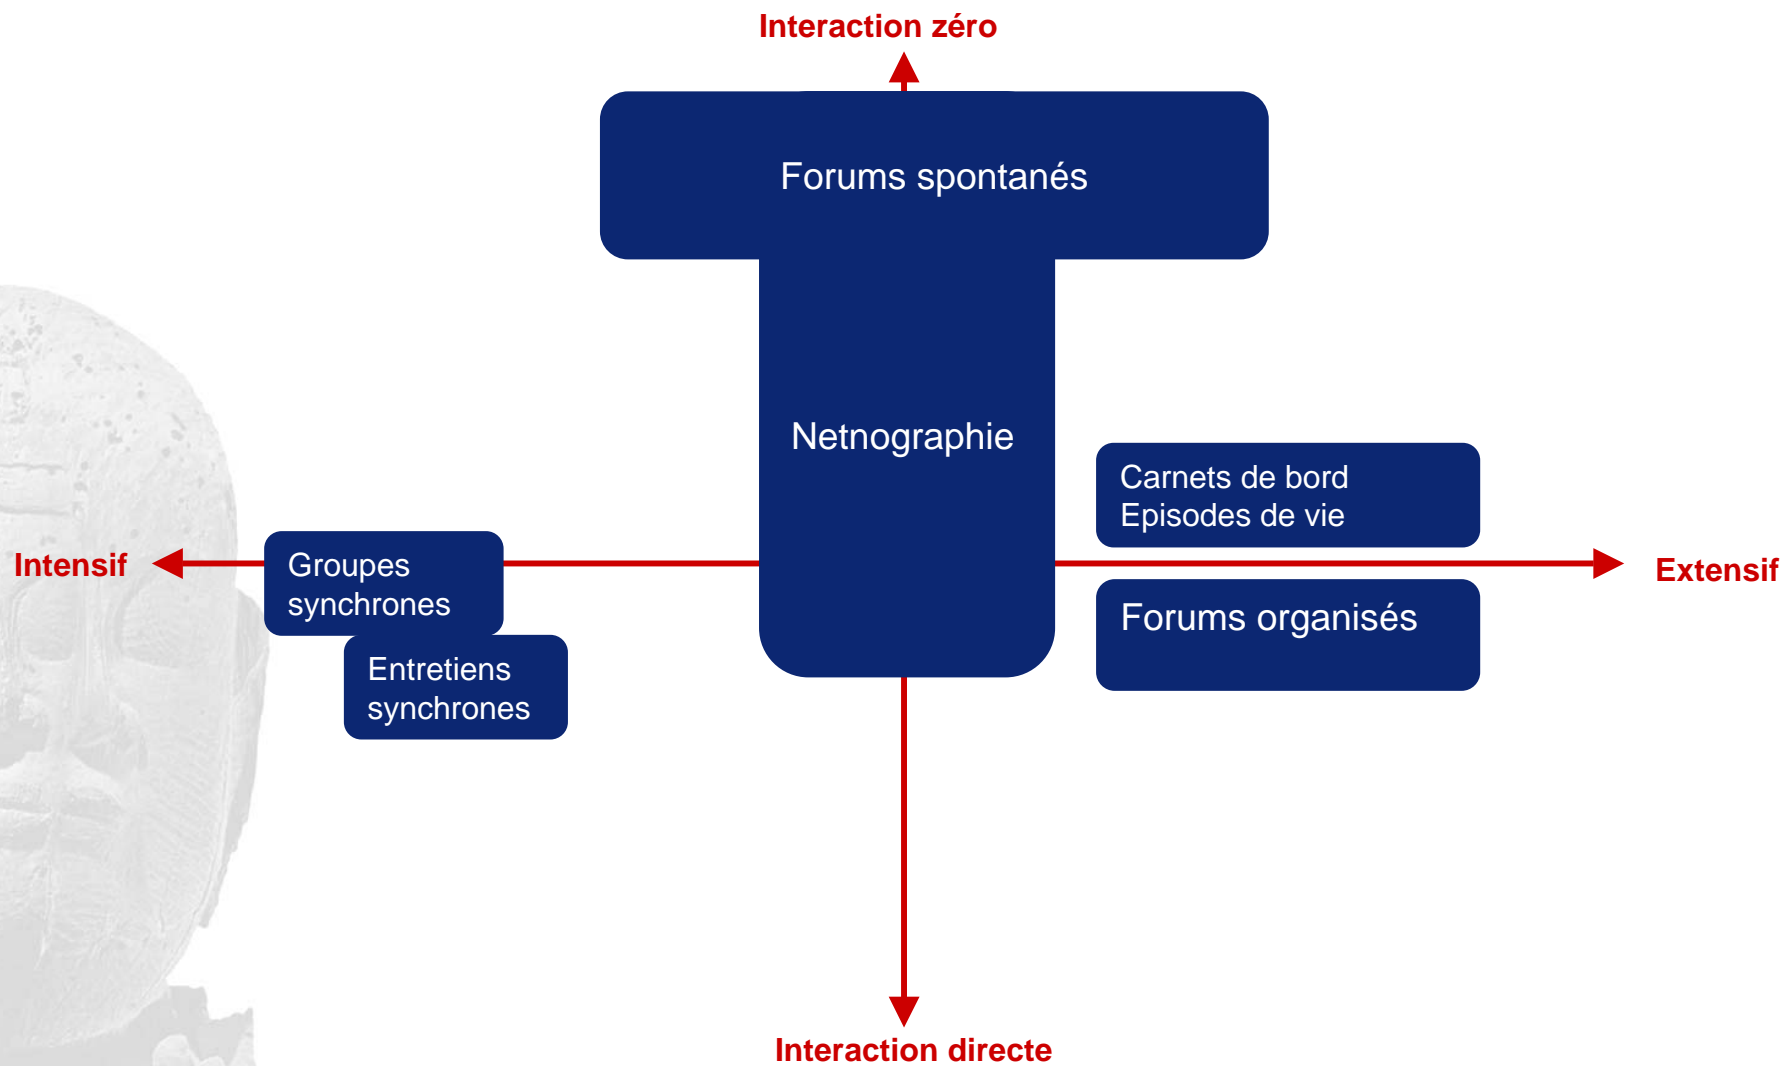 Interaction zéro
Forums spontanés
Netnographie
Carnets de bord
Episodes de vie
Intensif
Groupes
synchrones
Extensif
Forums organisés
Entretiens
synchrones
Interaction directe